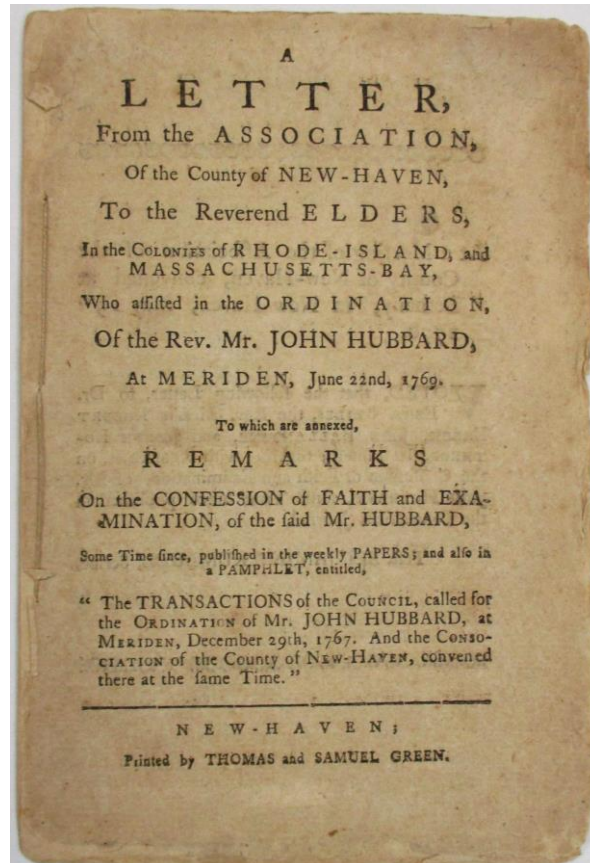 A
LETTER,
From the ASSOCIATION,
Of the County of NEW-HAVEN,
To the Reverend ELDERS,
In the COLONIES of RHODE-ISLAND, and
MASSACHUSETTS-BAY,
Who aſſiſted in the ORDINATION,
Of the Rev. Mr. JOHN HUBBARD,
At MERIDEN, June 22nd, 1769.
To which are annexed,
REMARKS
On the CONFESSION of FAITH and EXA-
MINATION, of the ſaid Mr. HUBBARD,
Some Time ſince, publiſhed in the weekly PAPERS; and alſo in
a PAMPHLET, entitled,
“ The TRANSACTIONS of the COUNCIL, called for
the ORDINATION of Mr. JOHN HUBBARD, at
MERIDEN, December 29th, 1767. And the CONSO-
CIATION of the County of NEW-HAVEN, convened
there at the ſame Time. ”
NEW-HAVEN;
Printed by THOMAS and SAMUEL GREEN.